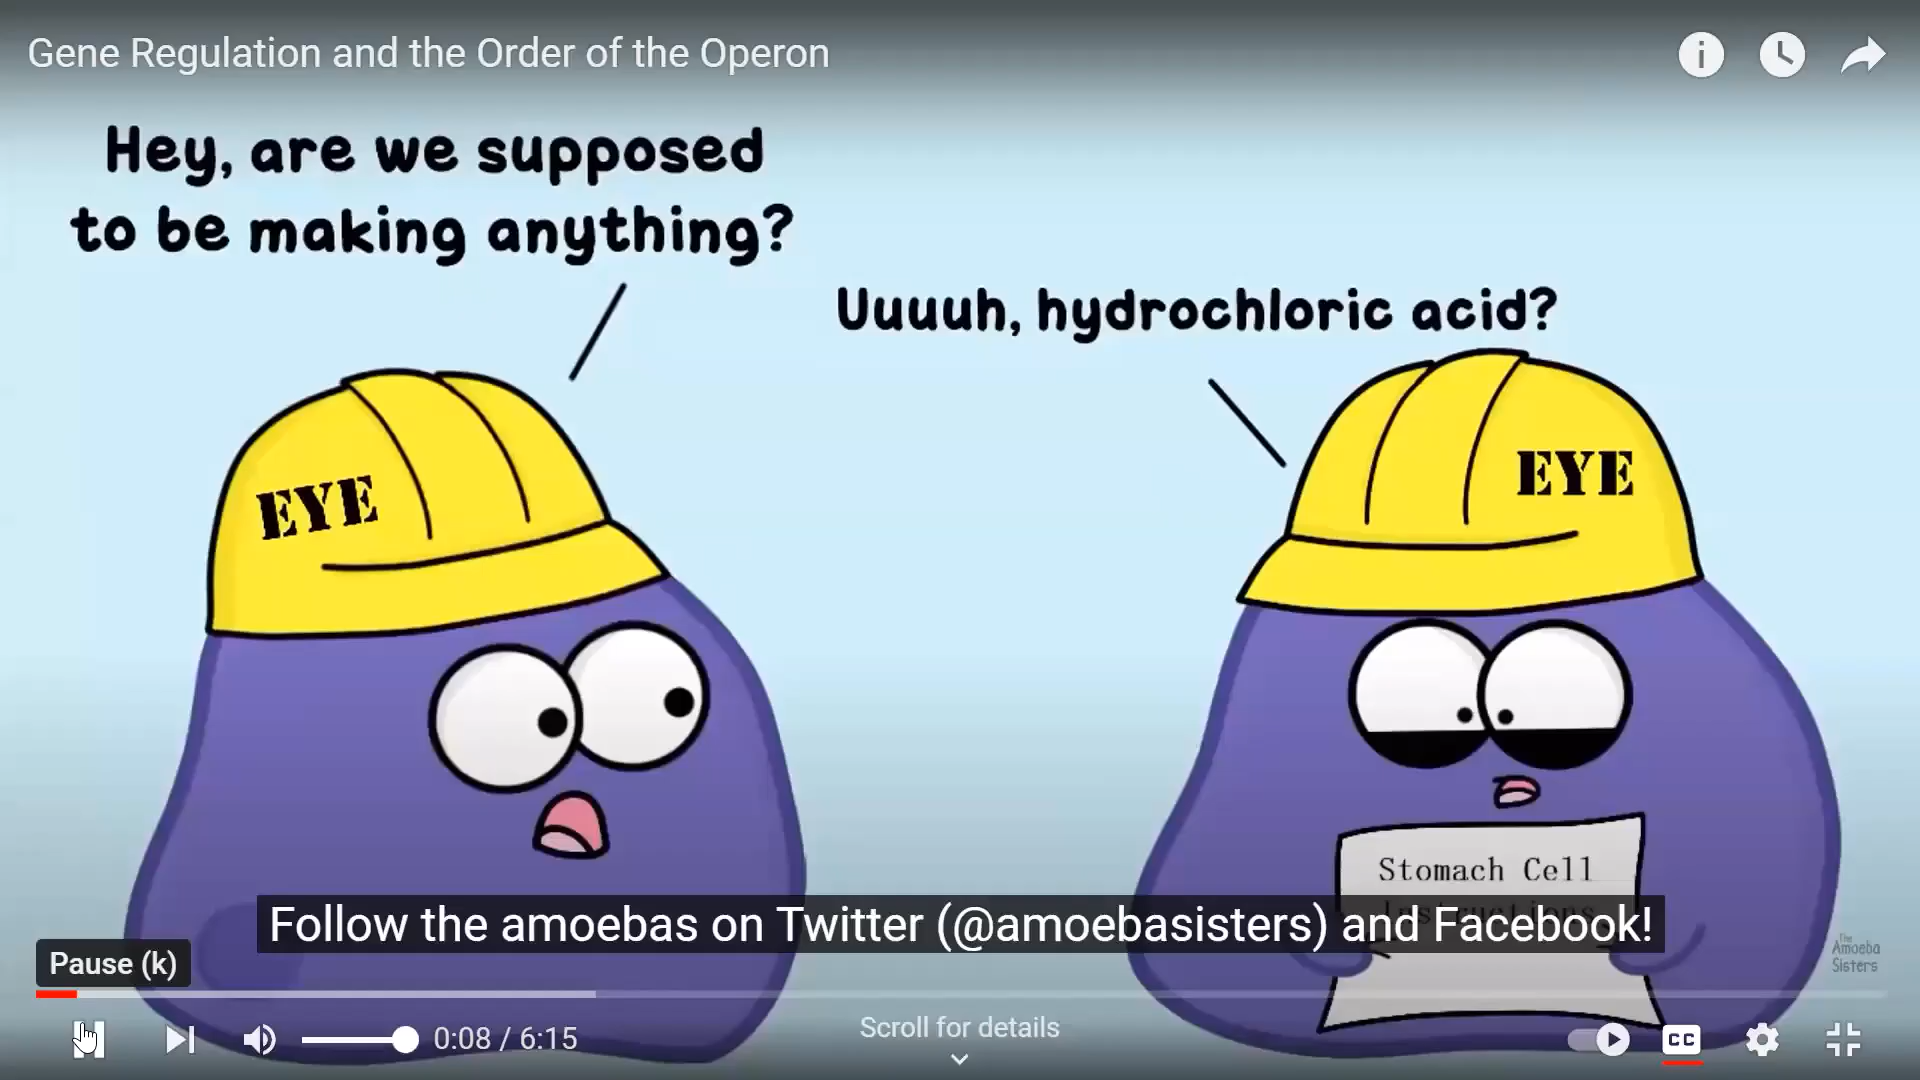 Gene Regulation and the Order of the Operon
Hey, are we supposed
to be making anything?
Uuuuh, hydrochloric acid?
EYE
EYE
Stomach Cell
Instructions
Follow the amoebas on Twitter (@amoebasisters) and Facebook!
The
Amoeba
Sisters
Pause (k)
0:08 / 6:15
Scroll for details
CC